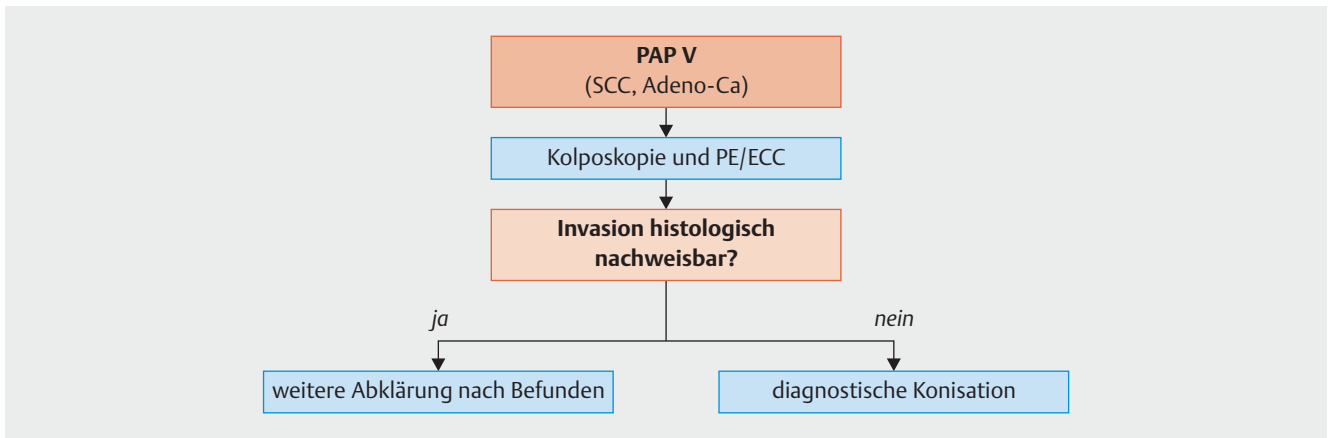 PAP V
(SCC, Adeno-Ca)
Kolposkopie und PE/ECC
Invasion histologisch
nachweisbar?
ja
nein
weitere Abklärung nach Befunden
diagnostische Konisation